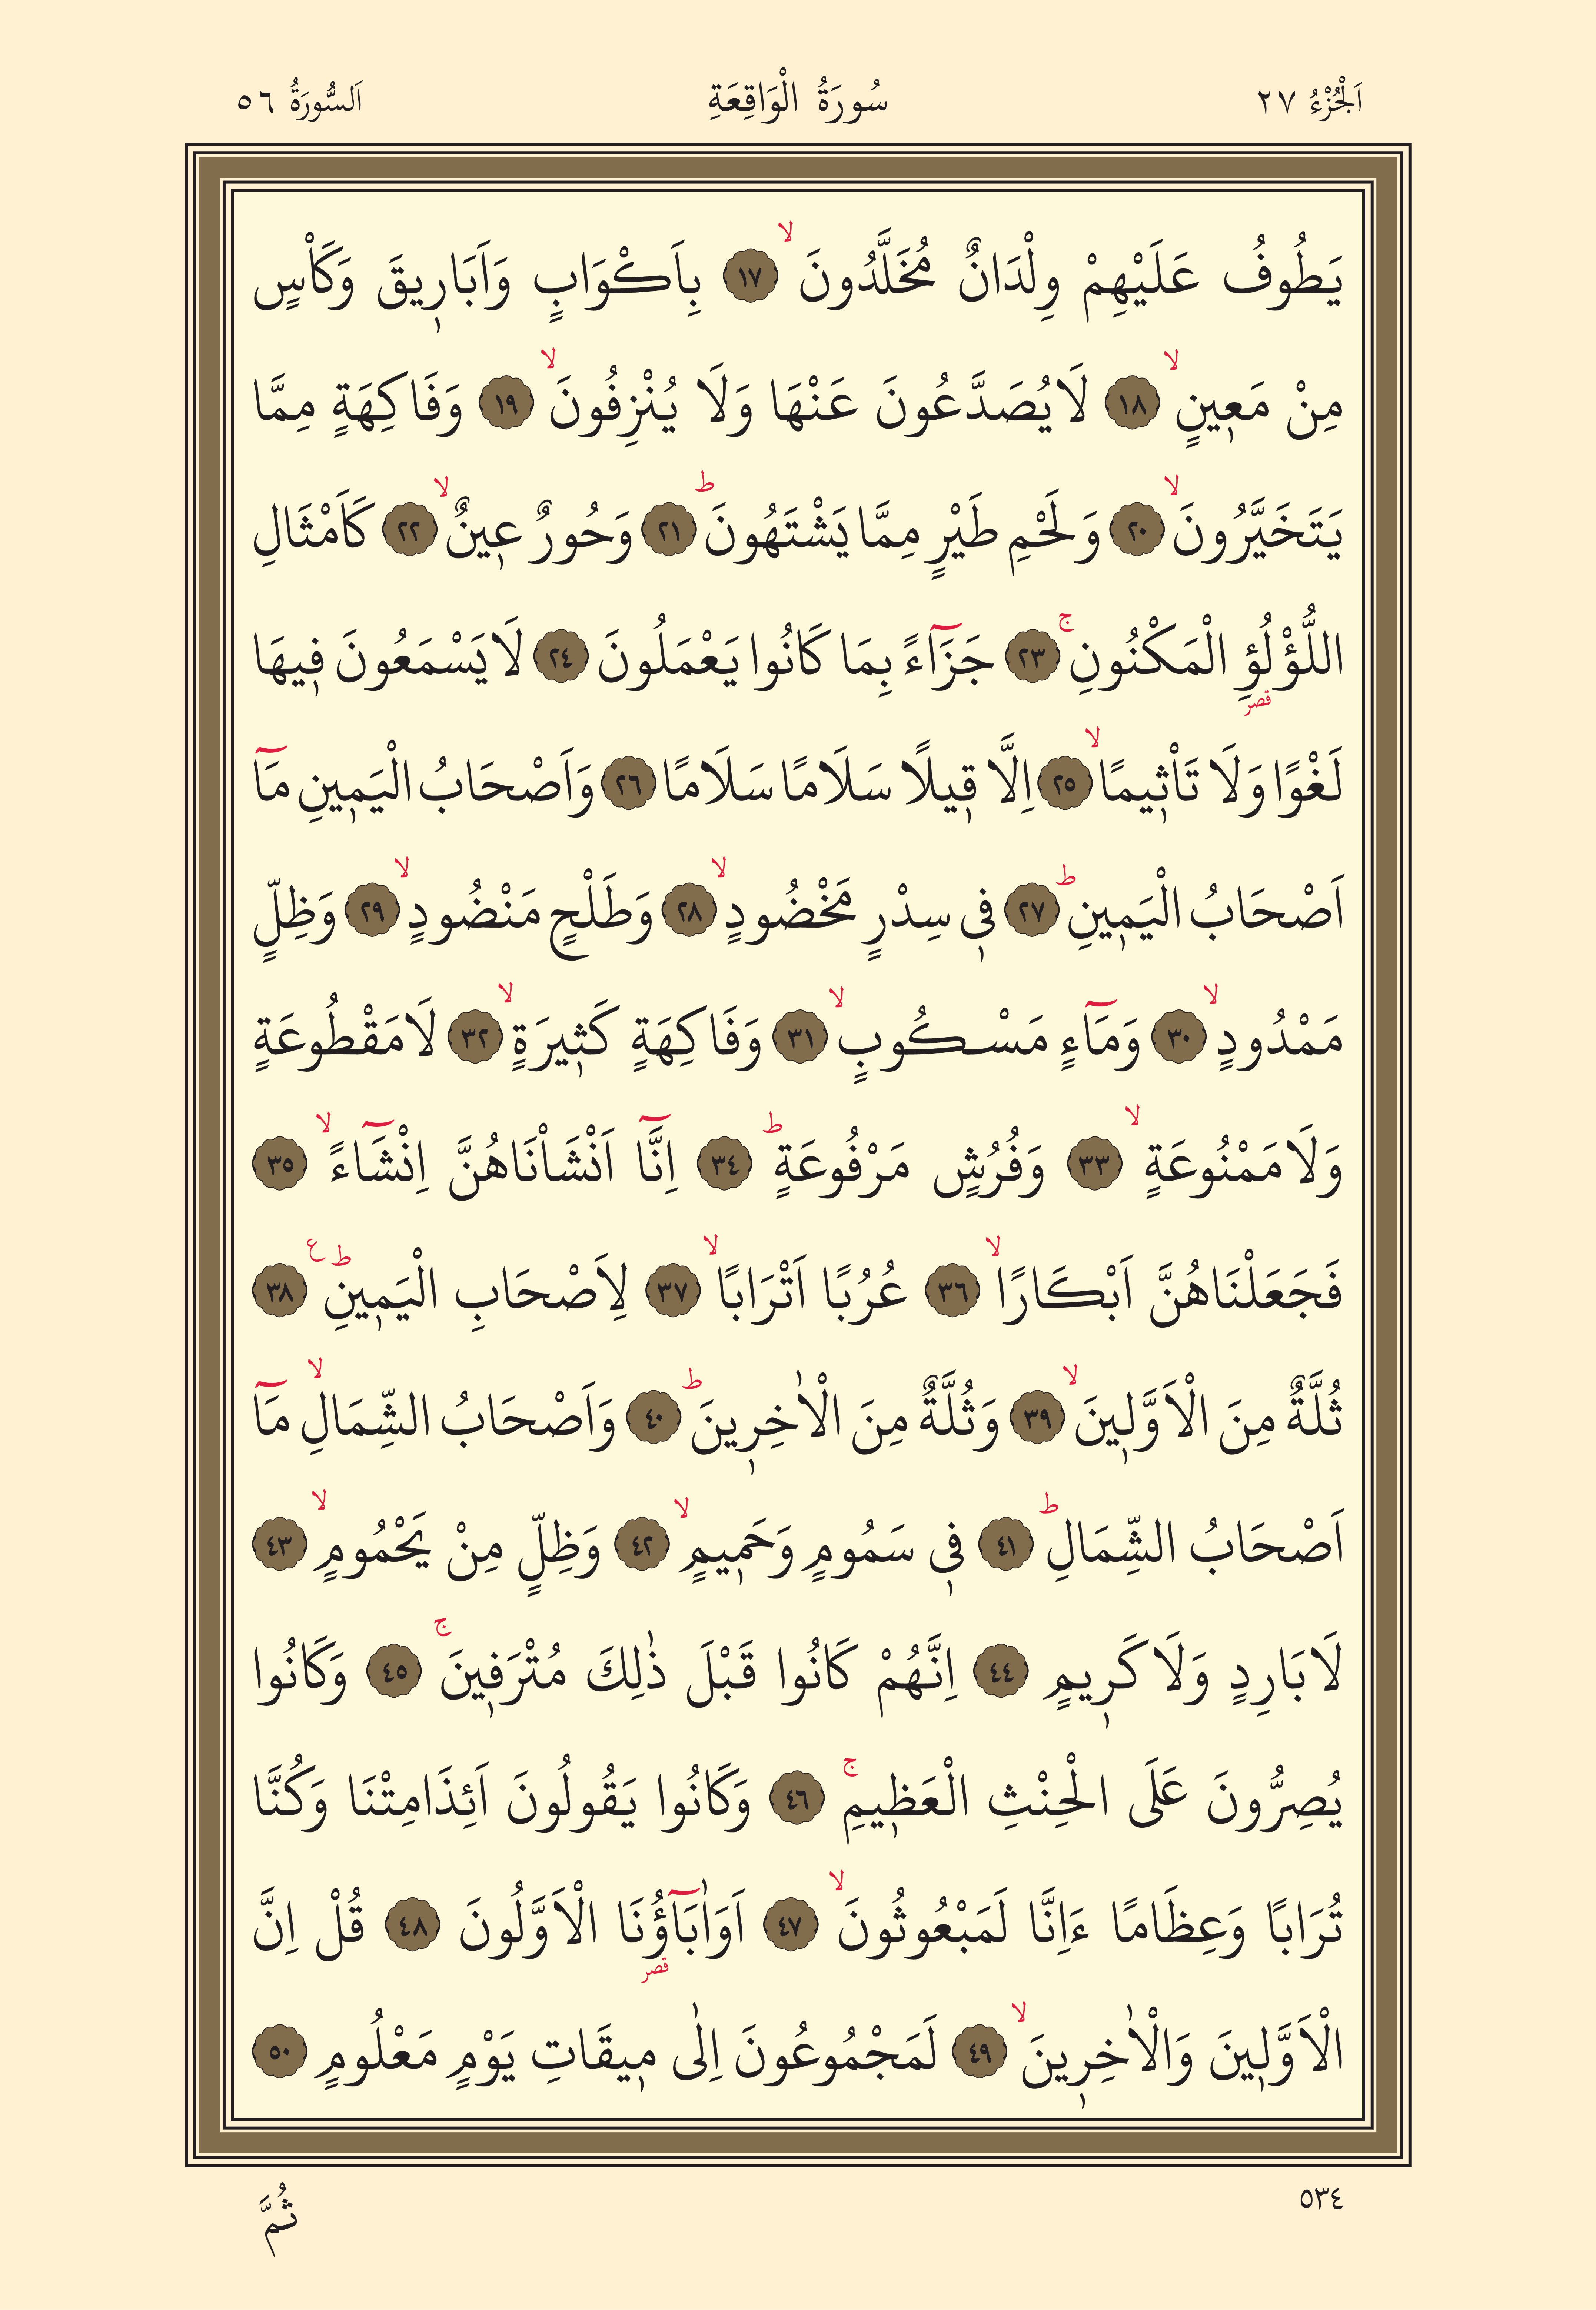 اَلْجُزْءُ ٢٧ سُورَةُ الْوَاقِعَةِ اَلسُّورَةُ ٥٦
يَطُوفُ عَلَيْهِمْ وِلْدَانٌ مُخَلَّدُونَۙ ﴿١٧﴾ بِاَكْوَابٍ وَاَبَار۪يقَ وَكَأْسٍ
مِنْ مَع۪ينٍۙ ﴿١٨﴾ لَا يُصَدَّعُونَ عَنْهَا وَلَا يُنْزِفُونَۙ ﴿١٩﴾ وَفَاكِهَةٍ مِمَّا
يَتَخَيَّرُونَۙ ﴿٢٠﴾ وَلَحْمِ طَيْرٍ مِمَّا يَشْتَهُونَۜ ﴿٢١﴾ وَحُورٌ ع۪ينٌۙ ﴿٢٢﴾ كَاَمْثَالِ
اللُّؤْلُؤِ الْمَكْنُونِۚ ﴿٢٣﴾ جَزَٓاءً بِمَا كَانُوا يَعْمَلُونَ ﴿٢٤﴾ لَا يَسْمَعُونَ ف۪يهَا
قصر
لَغْوًا وَلَا تَأْث۪يمًاۙ ﴿٢٥﴾ اِلَّا ق۪يلًا سَلَامًا سَلَامًا ﴿٢٦﴾ وَاَصْحَابُ الْيَم۪ينِ مَٓا
اَصْحَابُ الْيَم۪ينِۜ ﴿٢٧﴾ ف۪ي سِدْرٍ مَخْضُودٍۙ ﴿٢٨﴾ وَطَلْحٍ مَنْضُودٍۙ ﴿٢٩﴾ وَظِلٍّ
مَمْدُودٍۙ ﴿٣٠﴾ وَمَٓاءٍ مَسْكُوبٍۙ ﴿٣١﴾ وَفَاكِهَةٍ كَث۪يرَةٍۙ ﴿٣٢﴾ لَا مَقْطُوعَةٍ
وَلَا مَمْنُوعَةٍۙ ﴿٣٣﴾ وَفُرُشٍ مَرْفُوعَةٍۜ ﴿٣٤﴾ اِنَّٓا اَنْشَأْنَاهُنَّ اِنْشَٓاءًۙ ﴿٣٥﴾
فَجَعَلْنَاهُنَّ اَبْكَارًاۙ ﴿٣٦﴾ عُرُبًا اَتْرَابًاۙ ﴿٣٧﴾ لِاَصْحَابِ الْيَم۪ينِۜ ع ﴿٣٨﴾
ثُلَّةٌ مِنَ الْاَوَّل۪ينَۙ ﴿٣٩﴾ وَثُلَّةٌ مِنَ الْاٰخِر۪ينَۜ ﴿٤٠﴾ وَاَصْحَابُ الشِّمَالِۙ مَٓا
اَصْحَابُ الشِّمَالِۜ ﴿٤١﴾ ف۪ي سَمُومٍ وَحَم۪يمٍۙ ﴿٤٢﴾ وَظِلٍّ مِنْ يَحْمُومٍۙ ﴿٤٣﴾
لَا بَارِدٍ وَلَا كَر۪يمٍ ﴿٤٤﴾ اِنَّهُمْ كَانُوا قَبْلَ ذٰلِكَ مُتْرَف۪ينَۚ ﴿٤٥﴾ وَكَانُوا
يُصِرُّونَ عَلَى الْحِنْثِ الْعَظ۪يمِۚ ﴿٤٦﴾ وَكَانُوا يَقُولُونَ اَئِذَا مِتْنَا وَكُنَّا
تُرَابًا وَعِظَامًا ءَاِنَّا لَمَبْعُوثُونَۙ ﴿٤٧﴾ اَوَاٰبَٓاؤُنَا الْاَوَّلُونَ ﴿٤٨﴾ قُلْ اِنَّ
قصر
الْاَوَّل۪ينَ وَالْاٰخِر۪ينَۙ ﴿٤٩﴾ لَمَجْمُوعُونَ اِلٰى م۪يقَاتِ يَوْمٍ مَعْلُومٍ ﴿٥٠﴾
٥٣٤ ثُمَّ